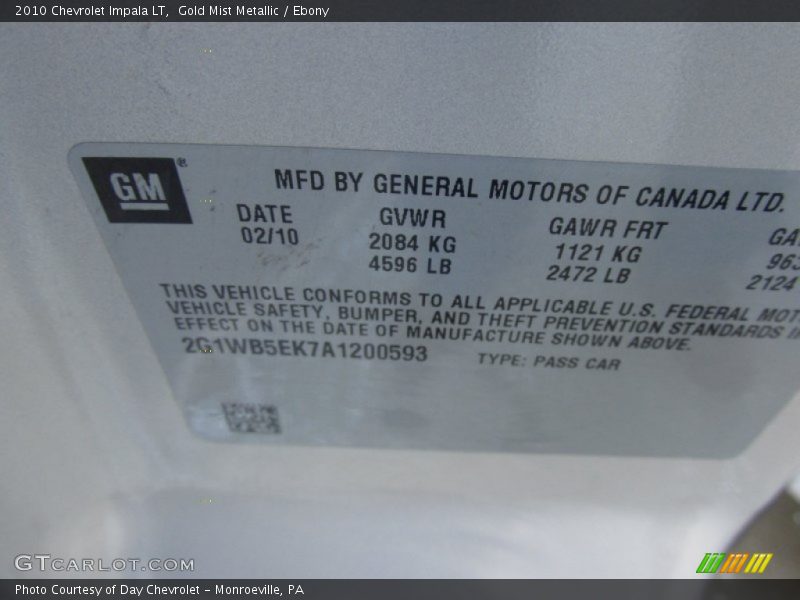 2010 Chevrolet Impala LT, Gold Mist Metallic / Ebony
GM®
MFD BY GENERAL MOTORS OF CANADA LTD.
DATE GVWR GAWR FRT
02/10 2084 KG 1121 KG 963
4596 LB 2472 LB 2124
THIS VEHICLE CONFORMS TO ALL APPLICABLE U.S. FEDERAL
VEHICLE SAFETY, BUMPER, AND THEFT PREVENTION STANDARDS
EFFECT ON THE DATE OF MANUFACTURE SHOWN ABOVE.
2G1WB5EK7A1200593 TYPE: PASS CAR
GTCARLOT.COM
Photo Courtesy of Day Chevrolet - Monroeville, PA